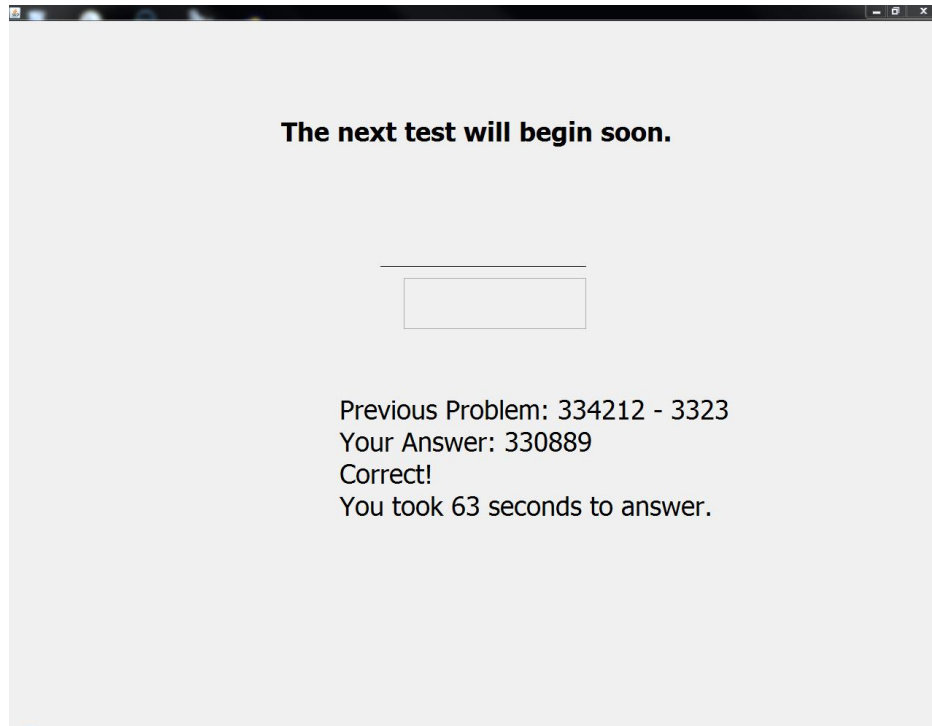 The next test will begin soon.
Previous Problem: 334212 - 3323
Your Answer: 330889
Correct!
You took 63 seconds to answer.